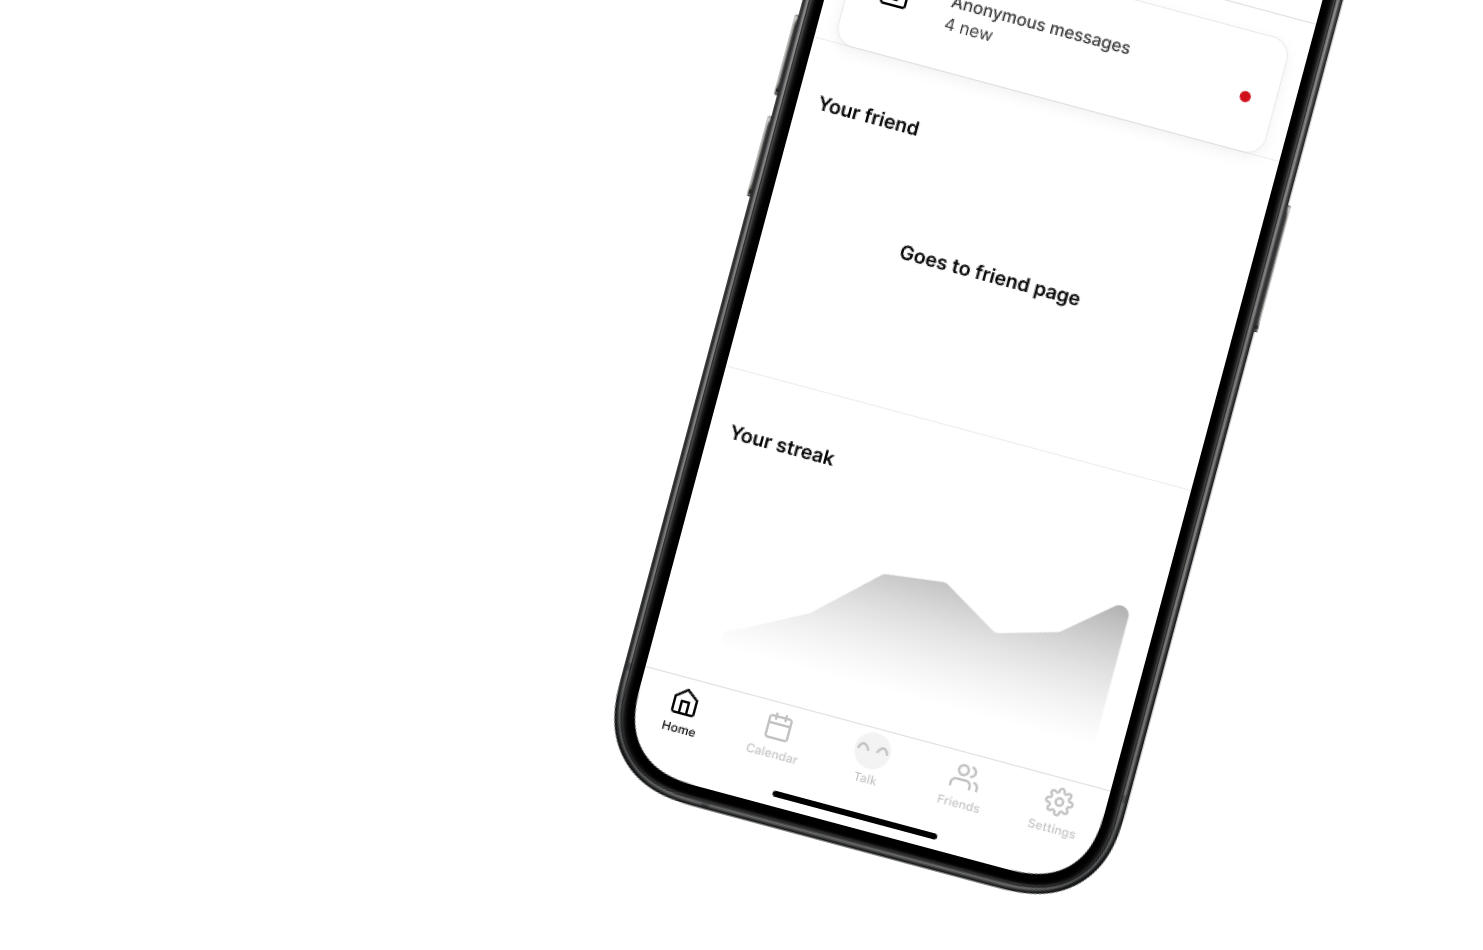 Anonymous messages
4 new
Your friend
Goes to friend page
Your streak
Home
Calendar
Talk
Friends
Settings